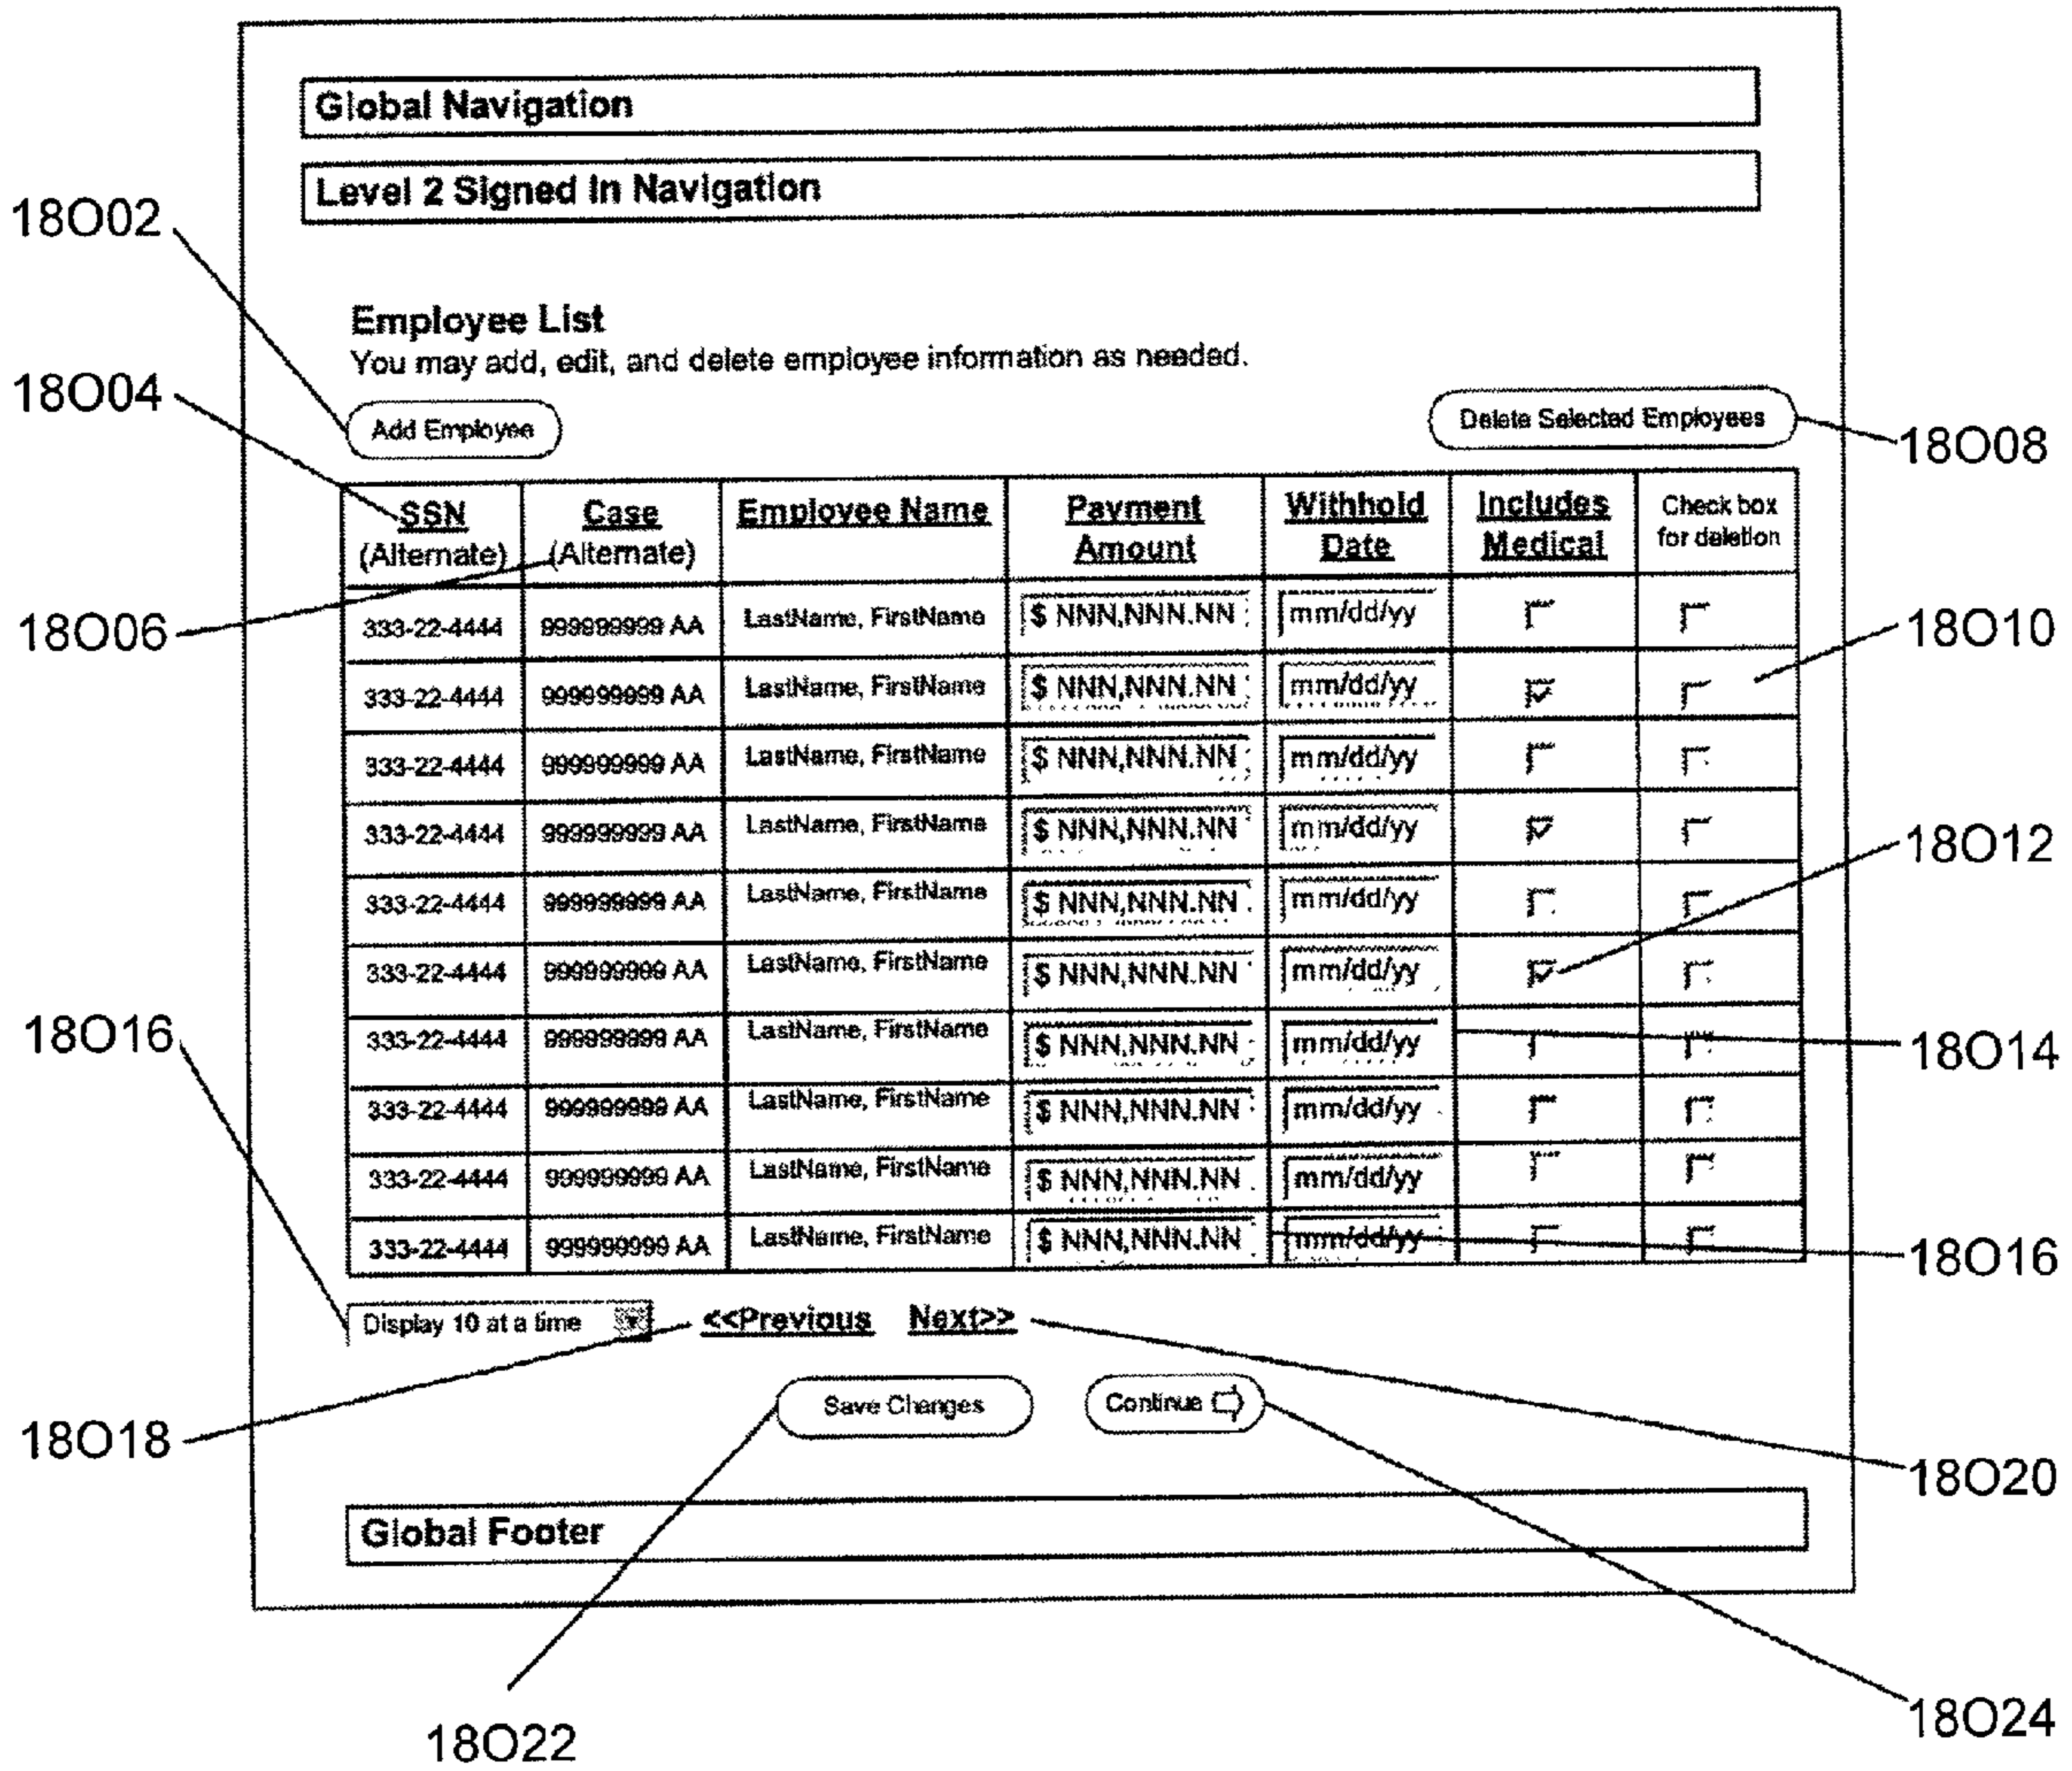 Global Navigation
Level 2 Signed In Navigation
18O02
Employee List
You may add, edit, and delete employee information as needed.
18O04
Add Employee
Delete Selected Employees
18O08
SSN (Alternate) Case (Alternate) Employee Name Payment Amount Withhold Date Includes Medical Check box for deletion
18O06
333-22-4444 999999999 AA LastName, FirstName $ NNN,NNN.NN mm/dd/yy
18O10
333-22-4444 999999999 AA LastName, FirstName $ NNN,NNN.NN mm/dd/yy
333-22-4444 999999999 AA LastName, FirstName $ NNN,NNN.NN mm/dd/yy
333-22-4444 999999999 AA LastName, FirstName $ NNN,NNN.NN mm/dd/yy
18O12
333-22-4444 999999999 AA LastName, FirstName $ NNN,NNN.NN mm/dd/yy
333-22-4444 999999999 AA LastName, FirstName $ NNN,NNN.NN mm/dd/yy
18O16
333-22-4444 999999999 AA LastName, FirstName $ NNN,NNN.NN mm/dd/yy
18O14
333-22-4444 999999999 AA LastName, FirstName $ NNN,NNN.NN mm/dd/yy
333-22-4444 999999999 AA LastName, FirstName $ NNN,NNN.NN mm/dd/yy
333-22-4444 999999999 AA LastName, FirstName $ NNN,NNN.NN mm/dd/yy
18O16
Display 10 at a time <<Previous Next>>
Save Changes Continue
18O18
18O20
Global Footer
18O22
18O24